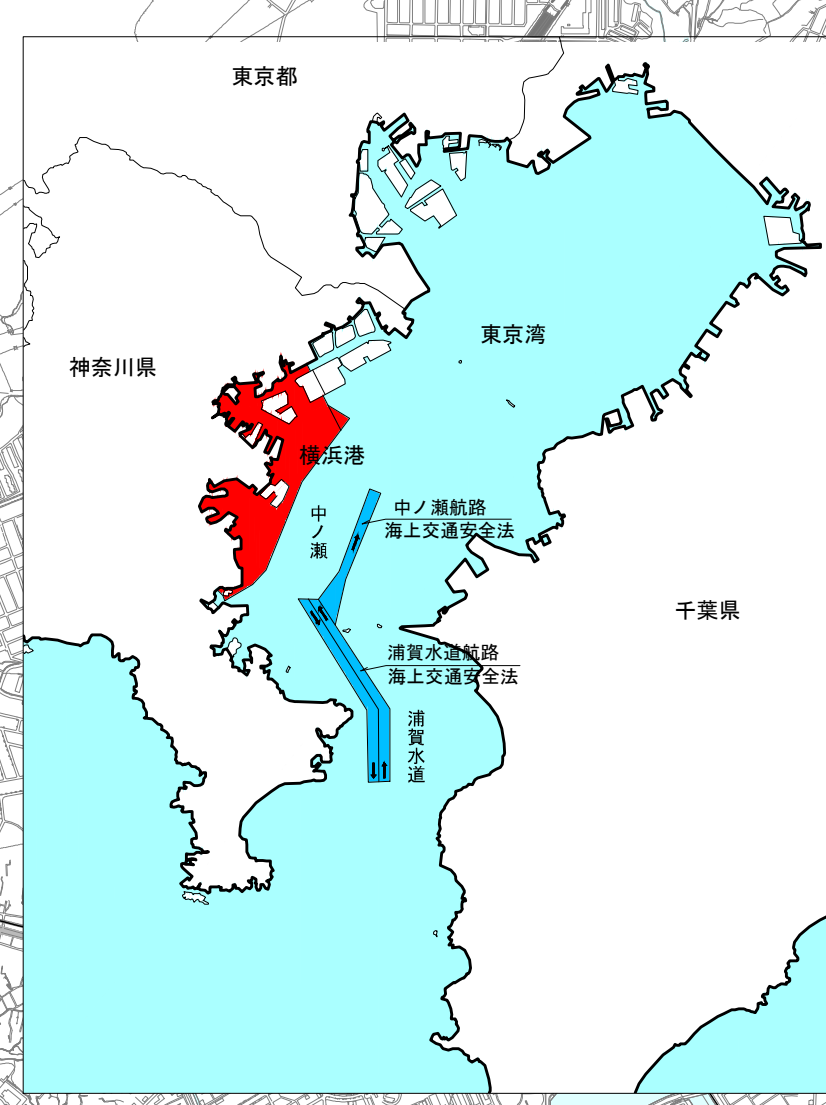 東京都
東京湾
神奈川県
横浜港
中ノ瀬航路
海上交通安全法
中ノ瀬
千葉県
浦賀水道航路
海上交通安全法
浦賀水道